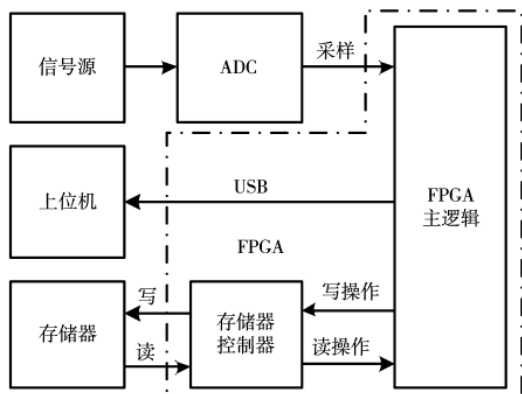 信号源
ADC
采样
上位机
USB
FPGA
主逻辑
FPGA
写
写操作
存储器
存储器
控制器
读
读操作